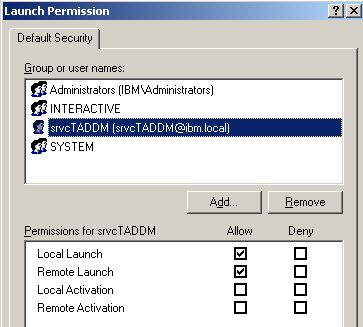 Launch Permission
Default Security
Group or user names:
Administrators (IBM\Administrators)
INTERACTIVE
srvcTADDM (srvcTADDM@ibm.local)
SYSTEM
Add... Remove
Permissions for srvcTADDM Allow Deny
Local Launch
Remote Launch
Local Activation
Remote Activation